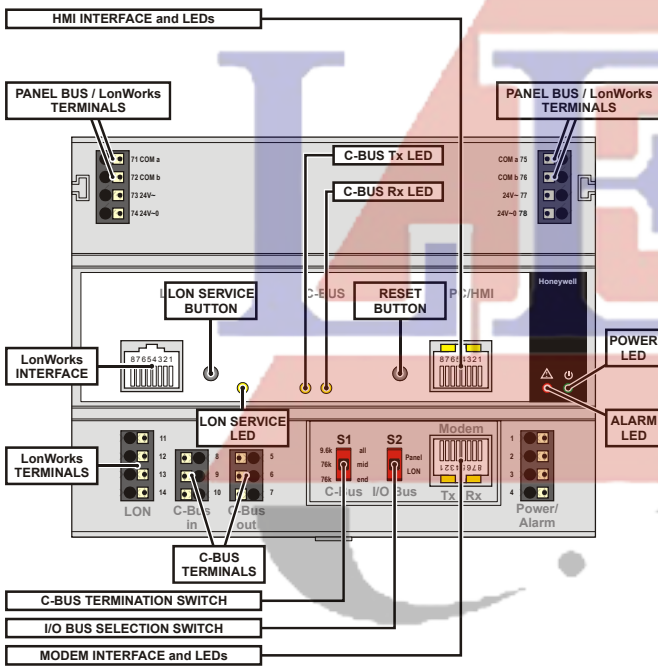 HMI INTERFACE and LEDs
PANEL BUS / LonWorks
TERMINALS
PANEL BUS / LonWorks
TERMINALS
71 COM a
72 COM b
73 24V~
74 24V~0
C-BUS Tx LED
C-BUS Rx LED
COM a 75
COM b 76
24V~ 77
24V~0 78
LON SERVICE
BUTTON
C-BUS
RESET
BUTTON
PC/HMI
Honeywell
LonWorks
INTERFACE
87654321
87654321
POWER
LED
LON SERVICE
LED
ALARM
LED
LonWorks
TERMINALS
11
12
13
14
LON
8
9
10
C-Bus
in
5
6
7
C-Bus
out
S1
9.6k all
76k mid
76k end
C-Bus
S2
Panel
LON
I/O Bus
Modem
87654321
Tx Rx
1
2
3
4
Power/
Alarm
C-BUS
TERMINALS
C-BUS TERMINATION SWITCH
I/O BUS SELECTION SWITCH
MODEM INTERFACE and LEDs